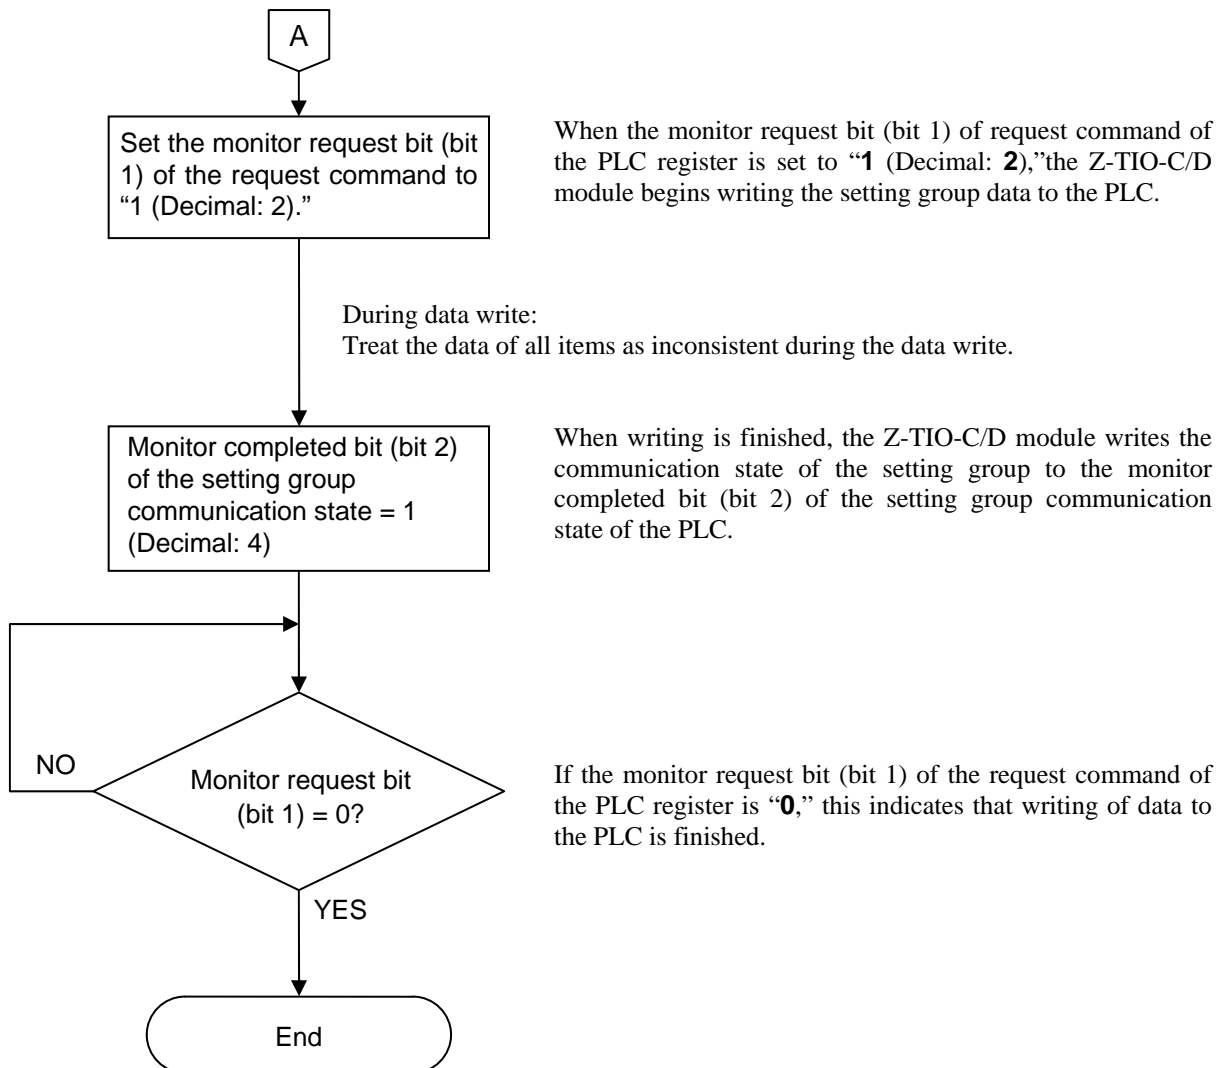 A
Set the monitor request bit (bit
1) of the request command to
“1 (Decimal: 2).”
When the monitor request bit (bit 1) of request command of
the PLC register is set to “1 (Decimal: 2),”the Z-TIO-C/D
module begins writing the setting group data to the PLC.
During data write:
Treat the data of all items as inconsistent during the data write.
Monitor completed bit (bit 2)
of the setting group
communication state = 1
(Decimal: 4)
When writing is finished, the Z-TIO-C/D module writes the
communication state of the setting group to the monitor
completed bit (bit 2) of the setting group communication
state of the PLC.
NO
Monitor request bit
(bit 1) = 0?
If the monitor request bit (bit 1) of the request command of
the PLC register is “0,” this indicates that writing of data to
the PLC is finished.
YES
End